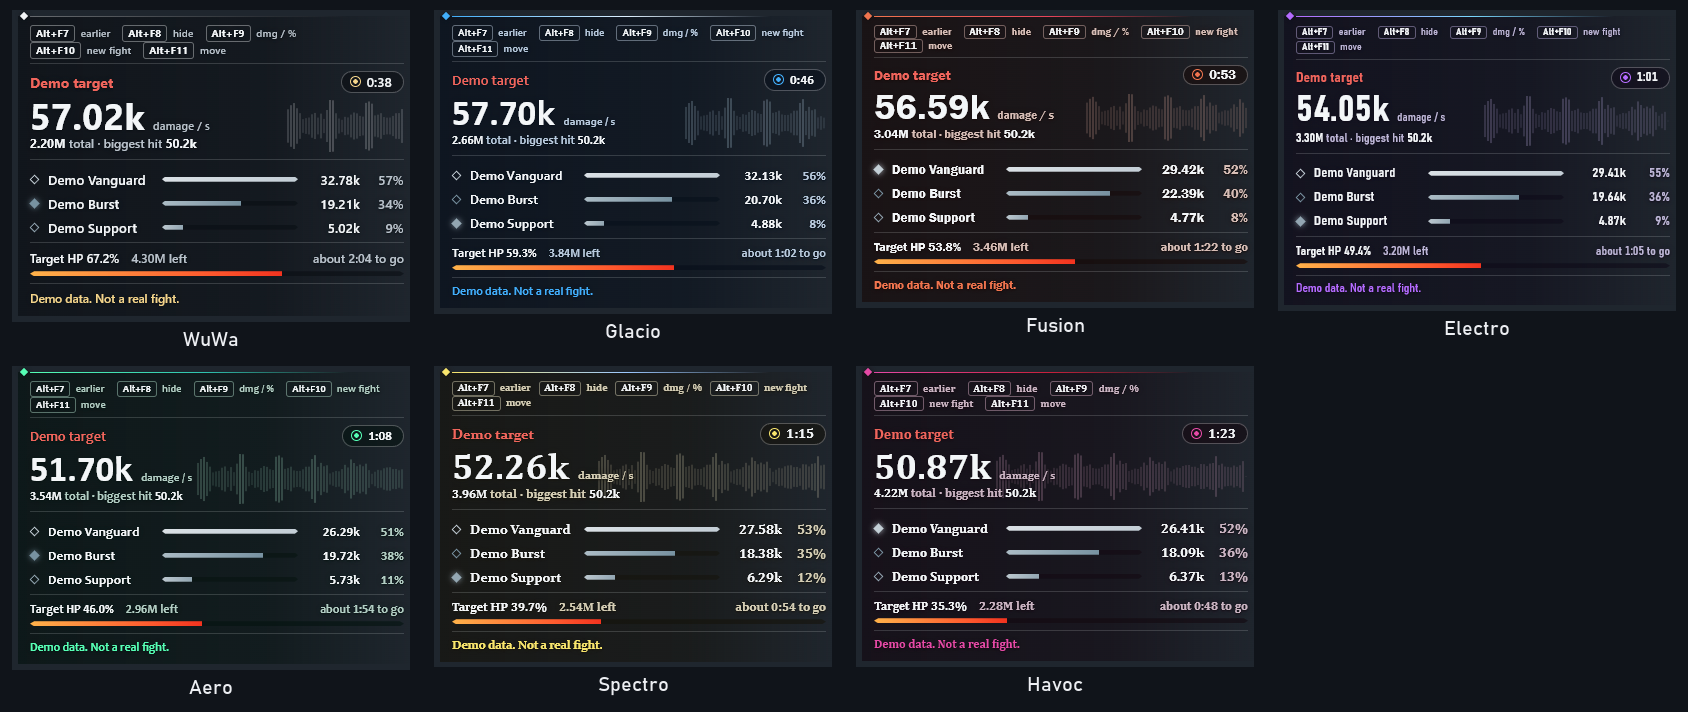 Alt+F7 earlier Alt+F8 hide Alt+F9 dmg / %
Alt+F10 new fight Alt+F11 move
Demo target 0:38
57.02k damage / s
2.20M total · biggest hit 50.2k
Demo Vanguard 32.78k 57%
Demo Burst 19.21k 34%
Demo Support 5.02k 9%
Target HP 67.2% 4.30M left about 2:04 to go
Demo data. Not a real fight.
WuWa
Alt+F7 earlier Alt+F8 hide Alt+F9 dmg / % Alt+F10 new fight
Alt+F11 move
Demo target 0:46
57.70k damage / s
2.66M total · biggest hit 50.2k
Demo Vanguard 32.13k 56%
Demo Burst 20.70k 36%
Demo Support 4.88k 8%
Target HP 59.3% 3.84M left about 1:02 to go
Demo data. Not a real fight.
Glacio
Alt+F7 earlier Alt+F8 hide Alt+F9 dmg / % Alt+F10 new fight
Alt+F11 move
Demo target 0:53
56.59k damage / s
3.04M total · biggest hit 50.2k
Demo Vanguard 29.42k 52%
Demo Burst 22.39k 40%
Demo Support 4.77k 8%
Target HP 53.8% 3.46M left about 1:22 to go
Demo data. Not a real fight.
Fusion
Alt+F7 earlier Alt+F8 hide Alt+F9 dmg / % Alt+F10 new fight
Alt+F11 move
Demo target 1:01
54.05k damage / s
3.30M total · biggest hit 50.2k
Demo Vanguard 29.41k 55%
Demo Burst 19.64k 36%
Demo Support 4.87k 9%
Target HP 49.4% 3.20M left about 1:05 to go
Demo data. Not a real fight.
Electro
Alt+F7 earlier Alt+F8 hide Alt+F9 dmg / % Alt+F10 new fight
Alt+F11 move
Demo target 1:08
51.70k damage / s
3.54M total · biggest hit 50.2k
Demo Vanguard 26.29k 51%
Demo Burst 19.72k 38%
Demo Support 5.73k 11%
Target HP 46.0% 2.96M left about 1:54 to go
Demo data. Not a real fight.
Aero
Alt+F7 earlier Alt+F8 hide Alt+F9 dmg / % Alt+F10 new fight
Alt+F11 move
Demo target 1:15
52.26k damage / s
3.96M total · biggest hit 50.2k
Demo Vanguard 27.58k 53%
Demo Burst 18.38k 35%
Demo Support 6.29k 12%
Target HP 39.7% 2.54M left about 0:54 to go
Demo data. Not a real fight.
Spectro
Alt+F7 earlier Alt+F8 hide Alt+F9 dmg / %
Alt+F10 new fight Alt+F11 move
Demo target 1:23
50.87k damage / s
4.22M total · biggest hit 50.2k
Demo Vanguard 26.41k 52%
Demo Burst 18.09k 36%
Demo Support 6.37k 13%
Target HP 35.3% 2.28M left about 0:48 to go
Demo data. Not a real fight.
Havoc